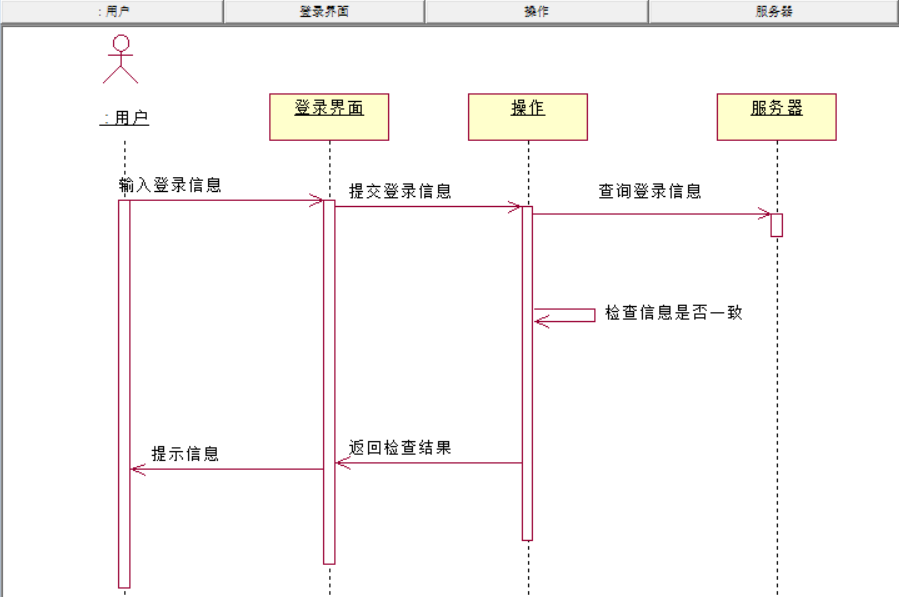 : 用户
登录界面
操作
服务器
: 用户
登录界面
操作
服务器
输入登录信息
提交登录信息
查询登录信息
检查信息是否一致
返回检查结果
提示信息